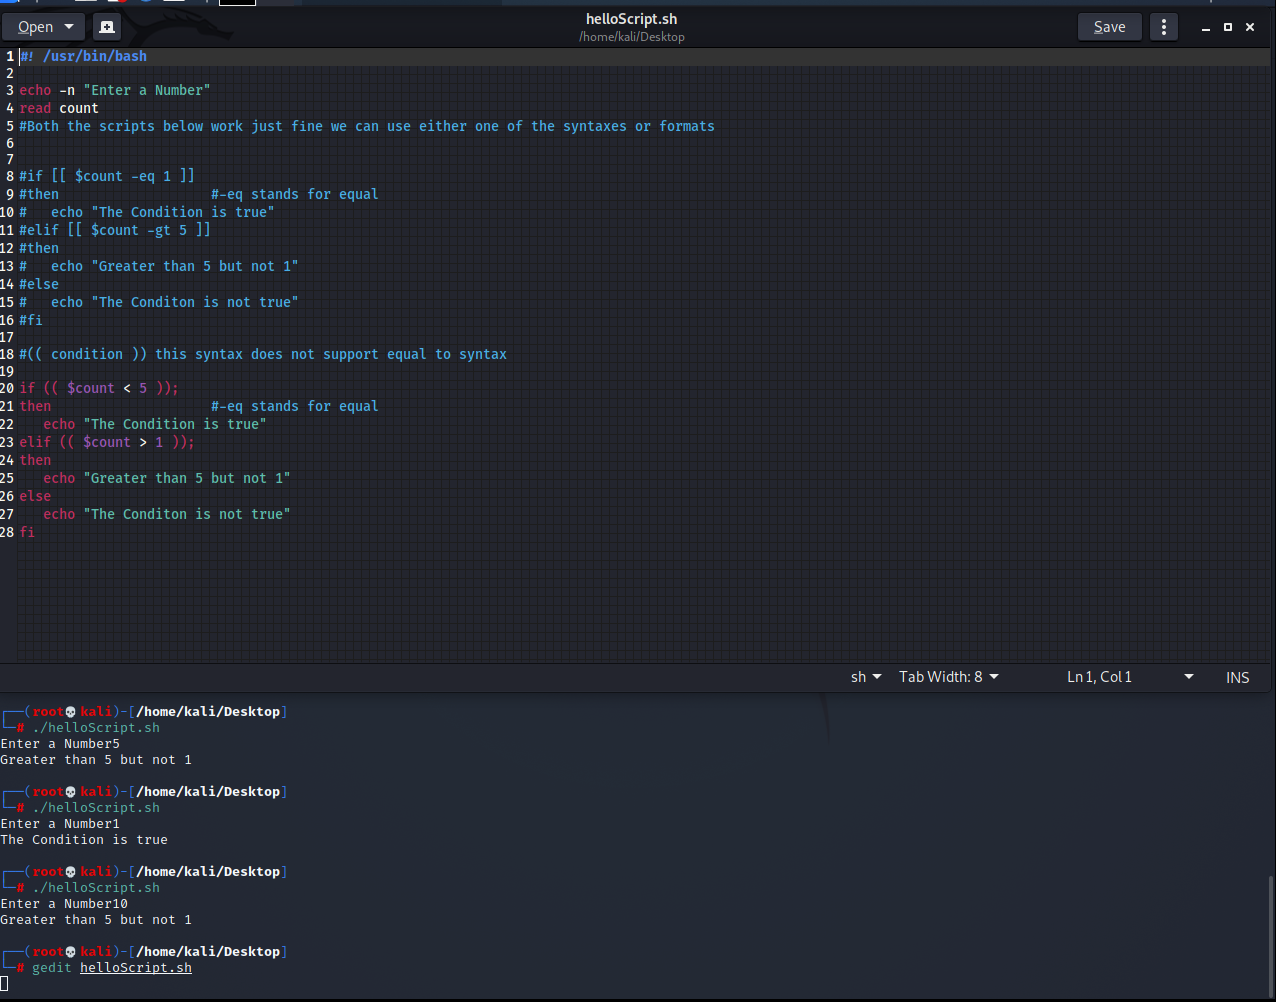 Open
helloScript.sh
/home/kali/Desktop
Save
1 #! /usr/bin/bash
2
3 echo -n "Enter a Number"
4 read count
5 #Both the scripts below work just fine we can use either one of the syntaxes or formats
6
7
8 #if [[ $count -eq 1 ]]
9 #then                   #-eq stands for equal
10 #   echo "The Condition is true"
11 #elif [[ $count -gt 5 ]]
12 #then
13 #   echo "Greater than 5 but not 1"
14 #else
15 #   echo "The Conditon is not true"
16 #fi
17
18 #(( condition )) this syntax does not support equal to syntax
19
20 if (( $count < 5 ));
21 then                    #-eq stands for equal
22    echo "The Condition is true"
23 elif (( $count > 1 ));
24 then
25    echo "Greater than 5 but not 1"
26 else
27    echo "The Conditon is not true"
28 fi
sh Tab Width: 8 Ln 1, Col 1 INS
┌──(root💀kali)-[/home/kali/Desktop]
└─# ./helloScript.sh
Enter a Number5
Greater than 5 but not 1
┌──(root💀kali)-[/home/kali/Desktop]
└─# ./helloScript.sh
Enter a Number1
The Condition is true
┌──(root💀kali)-[/home/kali/Desktop]
└─# ./helloScript.sh
Enter a Number10
Greater than 5 but not 1
┌──(root💀kali)-[/home/kali/Desktop]
└─# gedit helloScript.sh